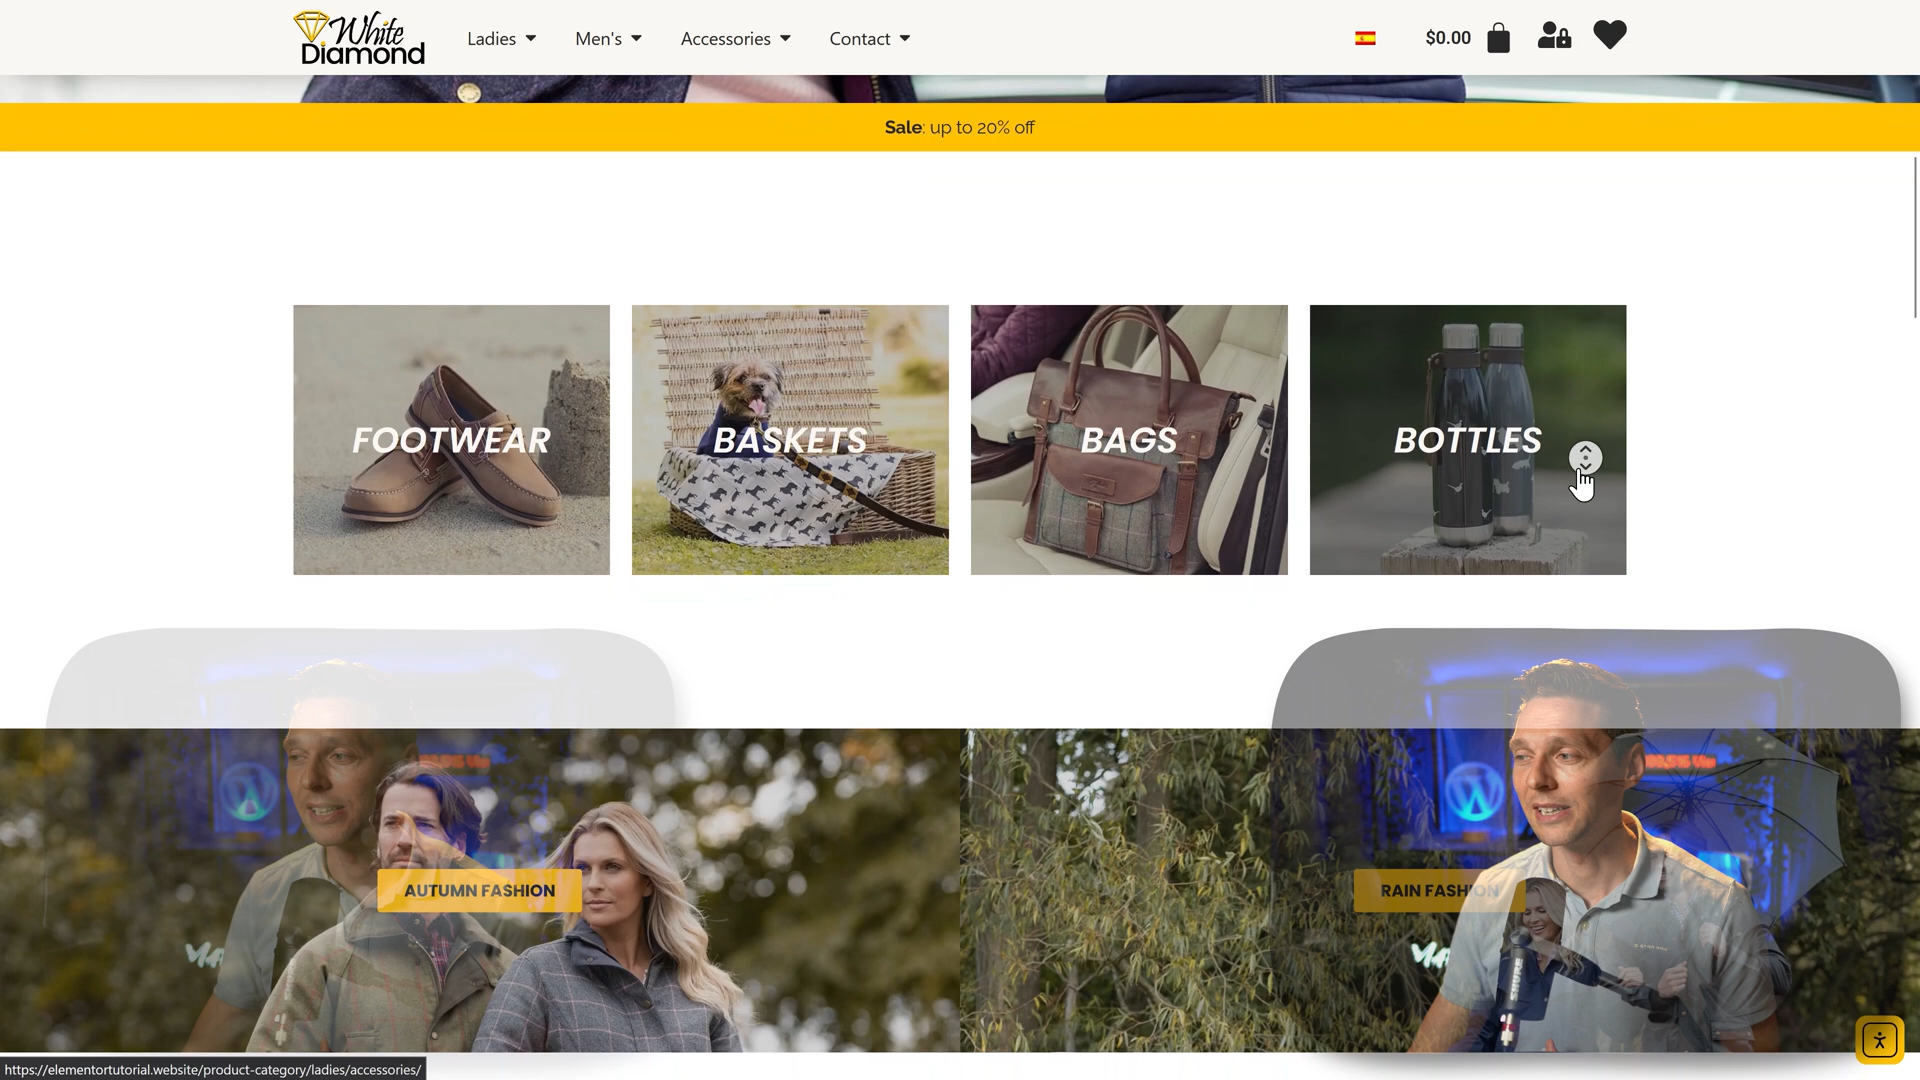 White
Diamond
Ladies
Men's
Accessories
Contact
$0.00
Sale: up to 20% off
FOOTWEAR
BASKETS
BAGS
BOTTLES
AUTUMN FASHION
RAIN FASHION
SHURE
https://elementortutorial.website/product-category/ladies/accessories/